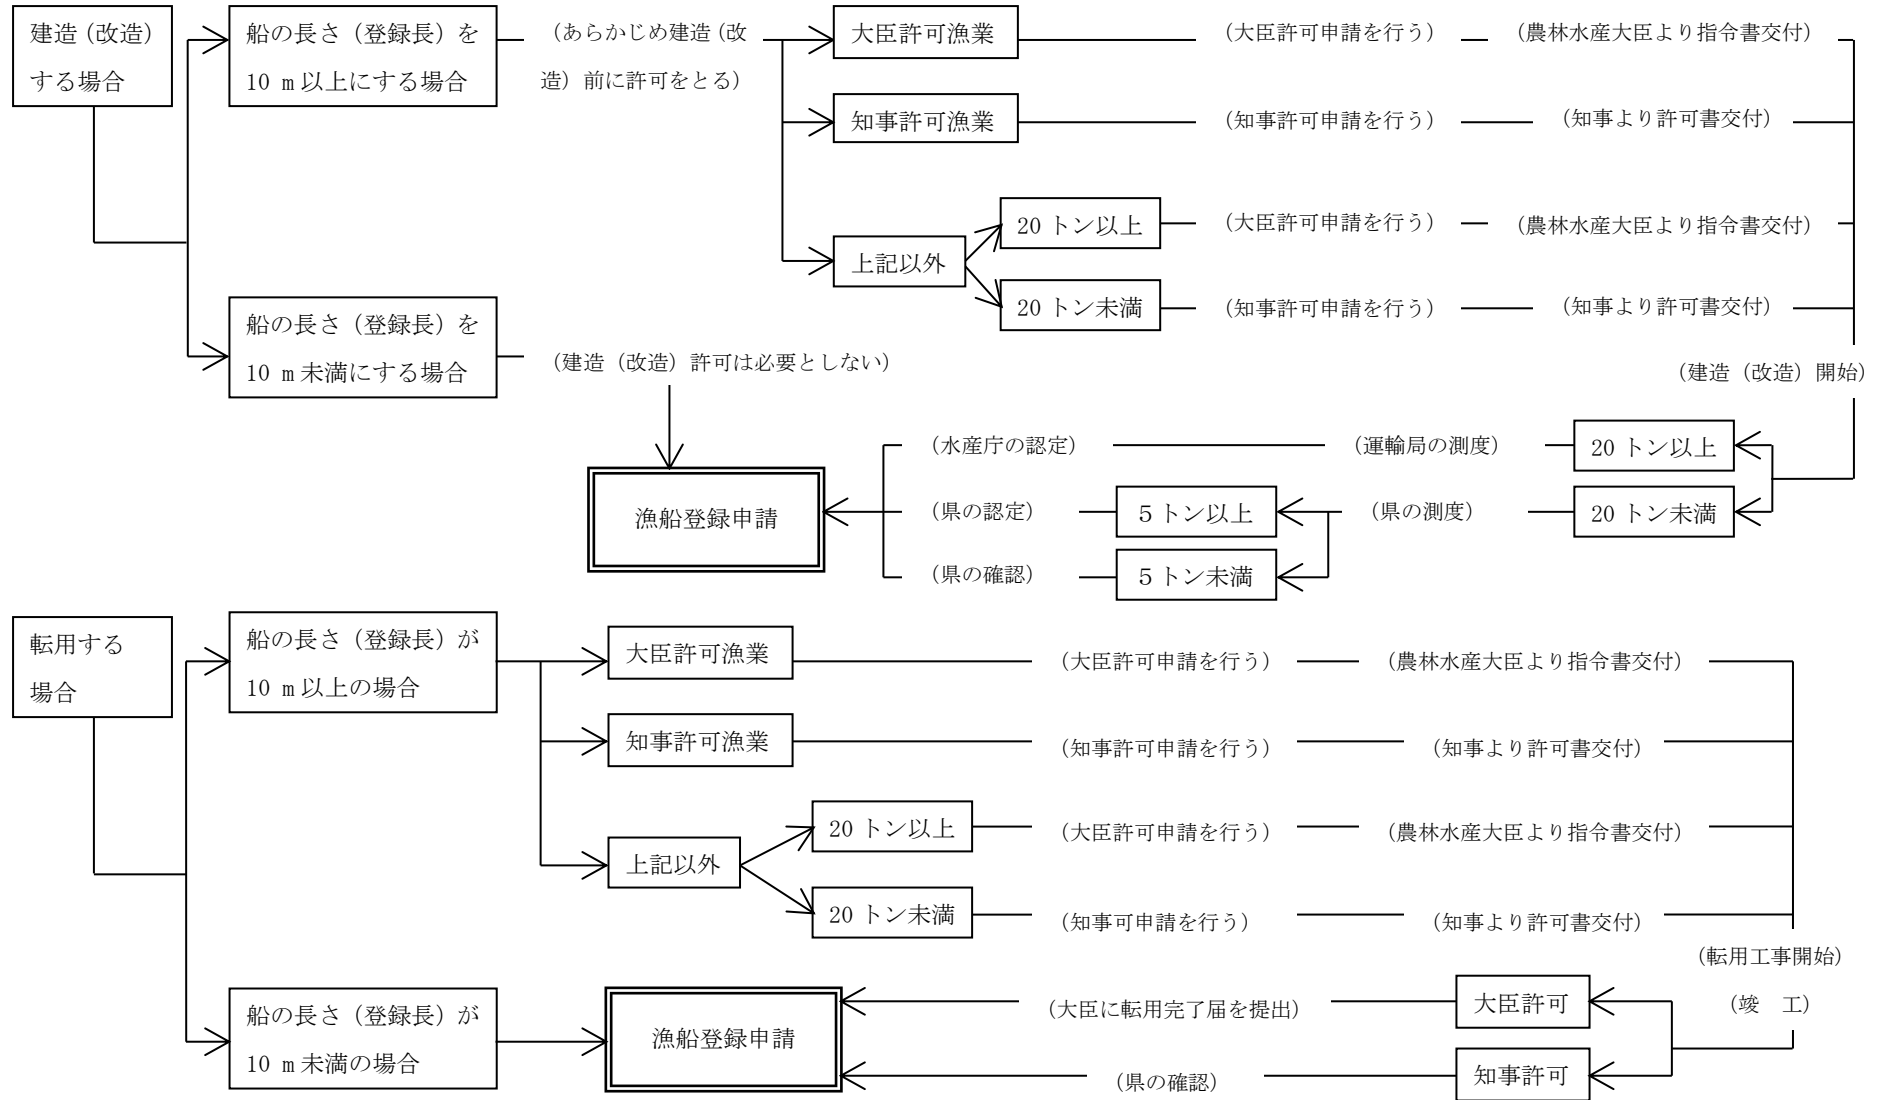 建造（改造）
する場合
船の長さ（登録長）を
10 m以上にする場合
（あらかじめ建造（改
造）前に許可をとる）
大臣許可漁業
（大臣許可申請を行う）
（農林水産大臣より指令書交付）
知事許可漁業
（知事許可申請を行う）
（知事より許可書交付）
上記以外
20トン以上
（大臣許可申請を行う）
（農林水産大臣より指令書交付）
20トン未満
（知事許可申請を行う）
（知事より許可書交付）
船の長さ（登録長）を
10 m未満にする場合
（建造（改造）許可は必要としない）
（建造（改造）開始）
漁船登録申請
（水産庁の認定）
（運輸局の測度）
20トン以上
（県の認定）
５トン以上
（県の測度）
20トン未満
（県の確認）
５トン未満
転用する
場合
船の長さ（登録長）が
10 m以上の場合
大臣許可漁業
（大臣許可申請を行う）
（農林水産大臣より指令書交付）
知事許可漁業
（知事許可申請を行う）
（知事より許可書交付）
上記以外
20トン以上
（大臣許可申請を行う）
（農林水産大臣より指令書交付）
20トン未満
（知事可申請を行う）
（知事より許可書交付）
（転用工事開始）
（竣　工）
船の長さ（登録長）が
10 m未満の場合
漁船登録申請
（大臣に転用完了届を提出）
大臣許可
（県の確認）
知事許可